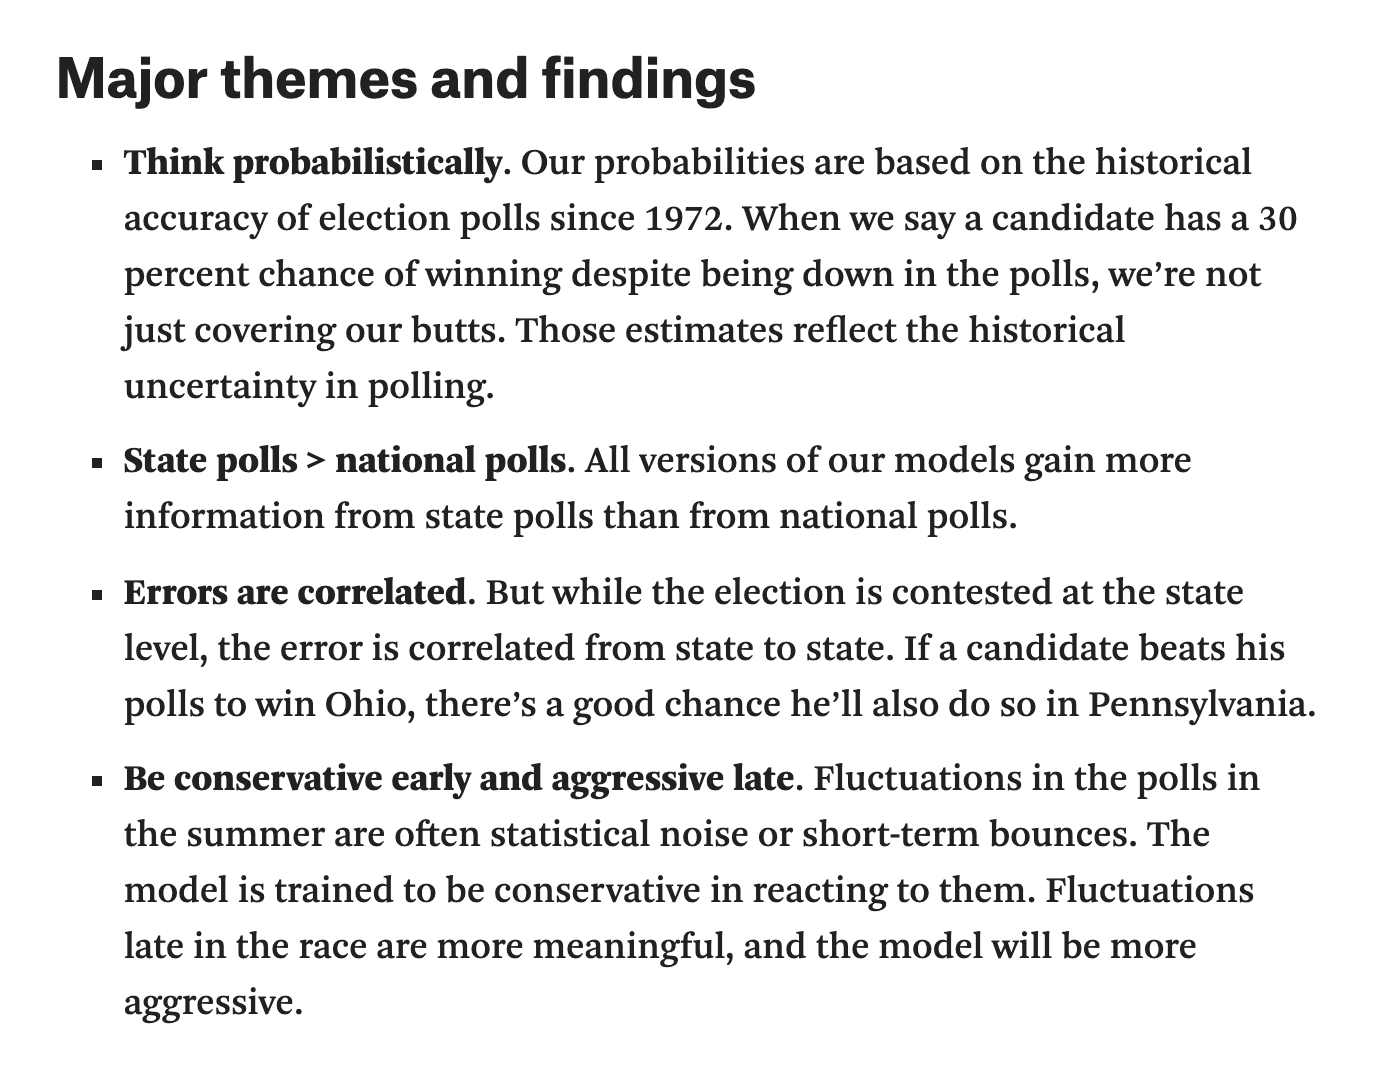 Major themes and findings
▪ Think probabilistically. Our probabilities are based on the historical
accuracy of election polls since 1972. When we say a candidate has a 30
percent chance of winning despite being down in the polls, we’re not
just covering our butts. Those estimates reflect the historical
uncertainty in polling.
▪ State polls > national polls. All versions of our models gain more
information from state polls than from national polls.
▪ Errors are correlated. But while the election is contested at the state
level, the error is correlated from state to state. If a candidate beats his
polls to win Ohio, there’s a good chance he’ll also do so in Pennsylvania.
▪ Be conservative early and aggressive late. Fluctuations in the polls in
the summer are often statistical noise or short-term bounces. The
model is trained to be conservative in reacting to them. Fluctuations
late in the race are more meaningful, and the model will be more
aggressive.